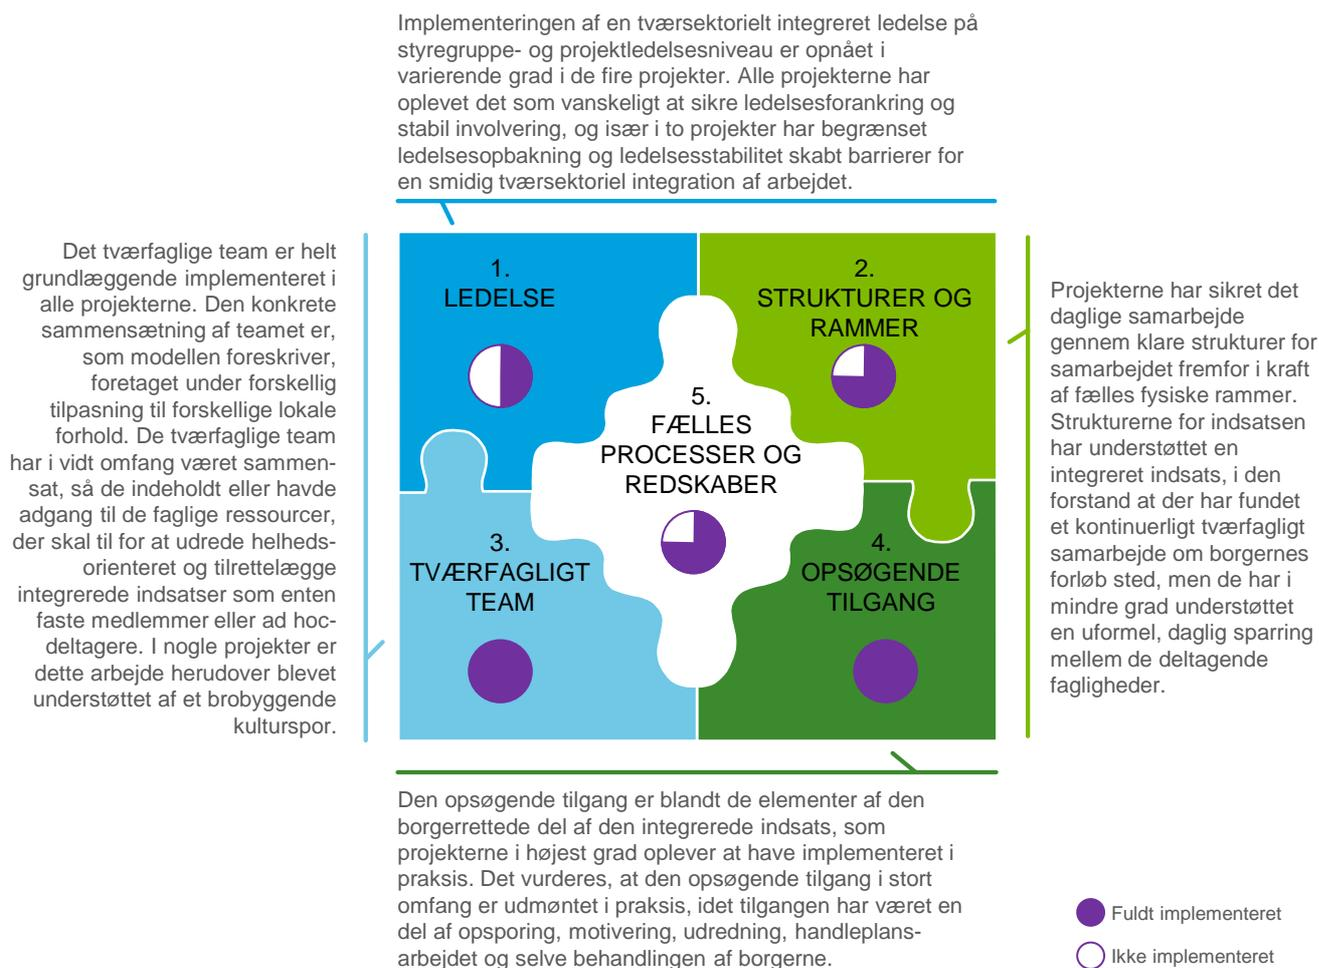 Implementeringen af en tværsektorielt integreret ledelse på
styregruppe- og projektledelsesniveau er opnået i
varierende grad i de fire projekter. Alle projekterne har
oplevet det som vanskeligt at sikre ledelsesforankring og
stabil involvering, og især i to projekter har begrænset
ledelsesopbakning og ledelsesstabilitet skabt barrierer for
en smidig tværsektoriel integration af arbejdet.
Det tværfaglige team er helt
grundlæggende implementeret i
alle projekterne. Den konkrete
sammensætning af teamet er,
som modellen foreskriver,
foretaget under forskellig
tilpasning til forskellige lokale
forhold. De tværfaglige team
har i vidt omfang været sammen-
sat, så de indeholdt eller havde
adgang til de faglige ressourcer,
der skal til for at udrede helheds-
orienteret og tilrettelægge
integrerede indsatser som enten
faste medlemmer eller ad hoc-
deltagere. I nogle projekter er
dette arbejde herudover blevet
understøttet af et brobyggende
kulturspor.
1.
LEDELSE
2.
STRUKTURER OG
RAMMER
5.
FÆLLES
PROCESSER OG
REDSKABER
3.
TVÆRFAGLIGT
TEAM
4.
OPSØGENDE
TILGANG
Projekterne har sikret det
daglige samarbejde
gennem klare strukturer for
samarbejdet fremfor i kraft
af fælles fysiske rammer.
Strukturerne for indsatsen
har understøttet en
integreret indsats, i den
forstand at der har fundet
et kontinuerligt tværfagligt
samarbejde om borgernes
forløb sted, men de har i
mindre grad understøttet
en uformel, daglig sparring
mellem de deltagende
fagligheder.
Den opsøgende tilgang er blandt de elementer af den
borgerrettede del af den integrerede indsats, som
projekterne i højest grad oplever at have implementeret i
praksis. Det vurderes, at den opsøgende tilgang i stort
omfang er udmøntet i praksis, idet tilgangen har været en
del af opsporing, motivering, udredning, handleplans-
arbejdet og selve behandlingen af borgerne.
Fuldt implementeret
Ikke implementeret